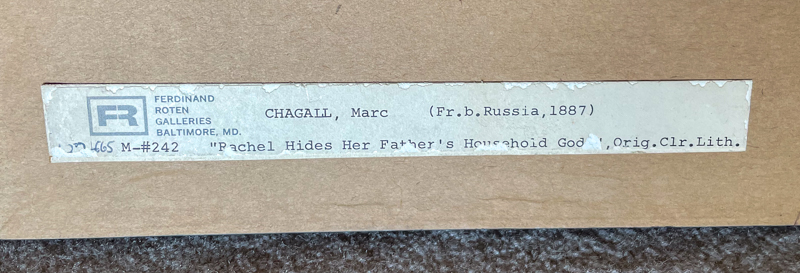 FR
FERDINAND
ROTEN
GALLERIES
BALTIMORE, MD.
CHAGALL, Marc (Fr.b.Russia,1887)
M-#242 "Rachel Hides Her Father's Household God ,Orig.Clr.Lith.